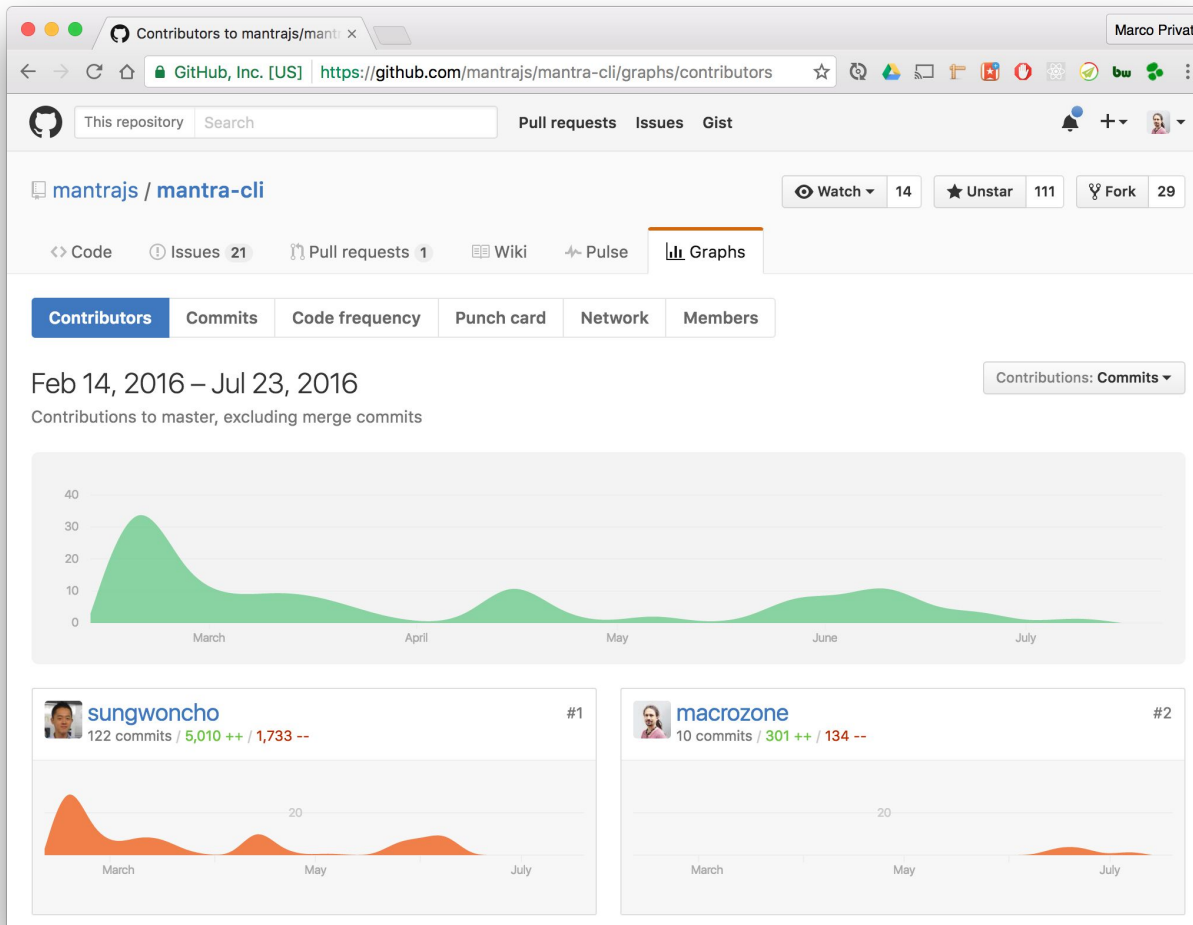 Contributors to mantrajs/mant
Marco Privat
GitHub, Inc. [US] https://github.com/mantrajs/mantra-cli/graphs/contributors
bw
This repository Search Pull requests Issues Gist
mantrajs / mantra-cli
Watch 14 Unstar 111 Fork 29
<> Code Issues 21 Pull requests 1 Wiki Pulse Graphs
Contributors Commits Code frequency Punch card Network Members
Feb 14, 2016 – Jul 23, 2016
Contributions: Commits
Contributions to master, excluding merge commits
40
30
20
10
0
March April May June July
sungwoncho #1
122 commits / 5,010 ++ / 1,733 --
20
March May July
macrozone #2
10 commits / 301 ++ / 134 --
20
March May July